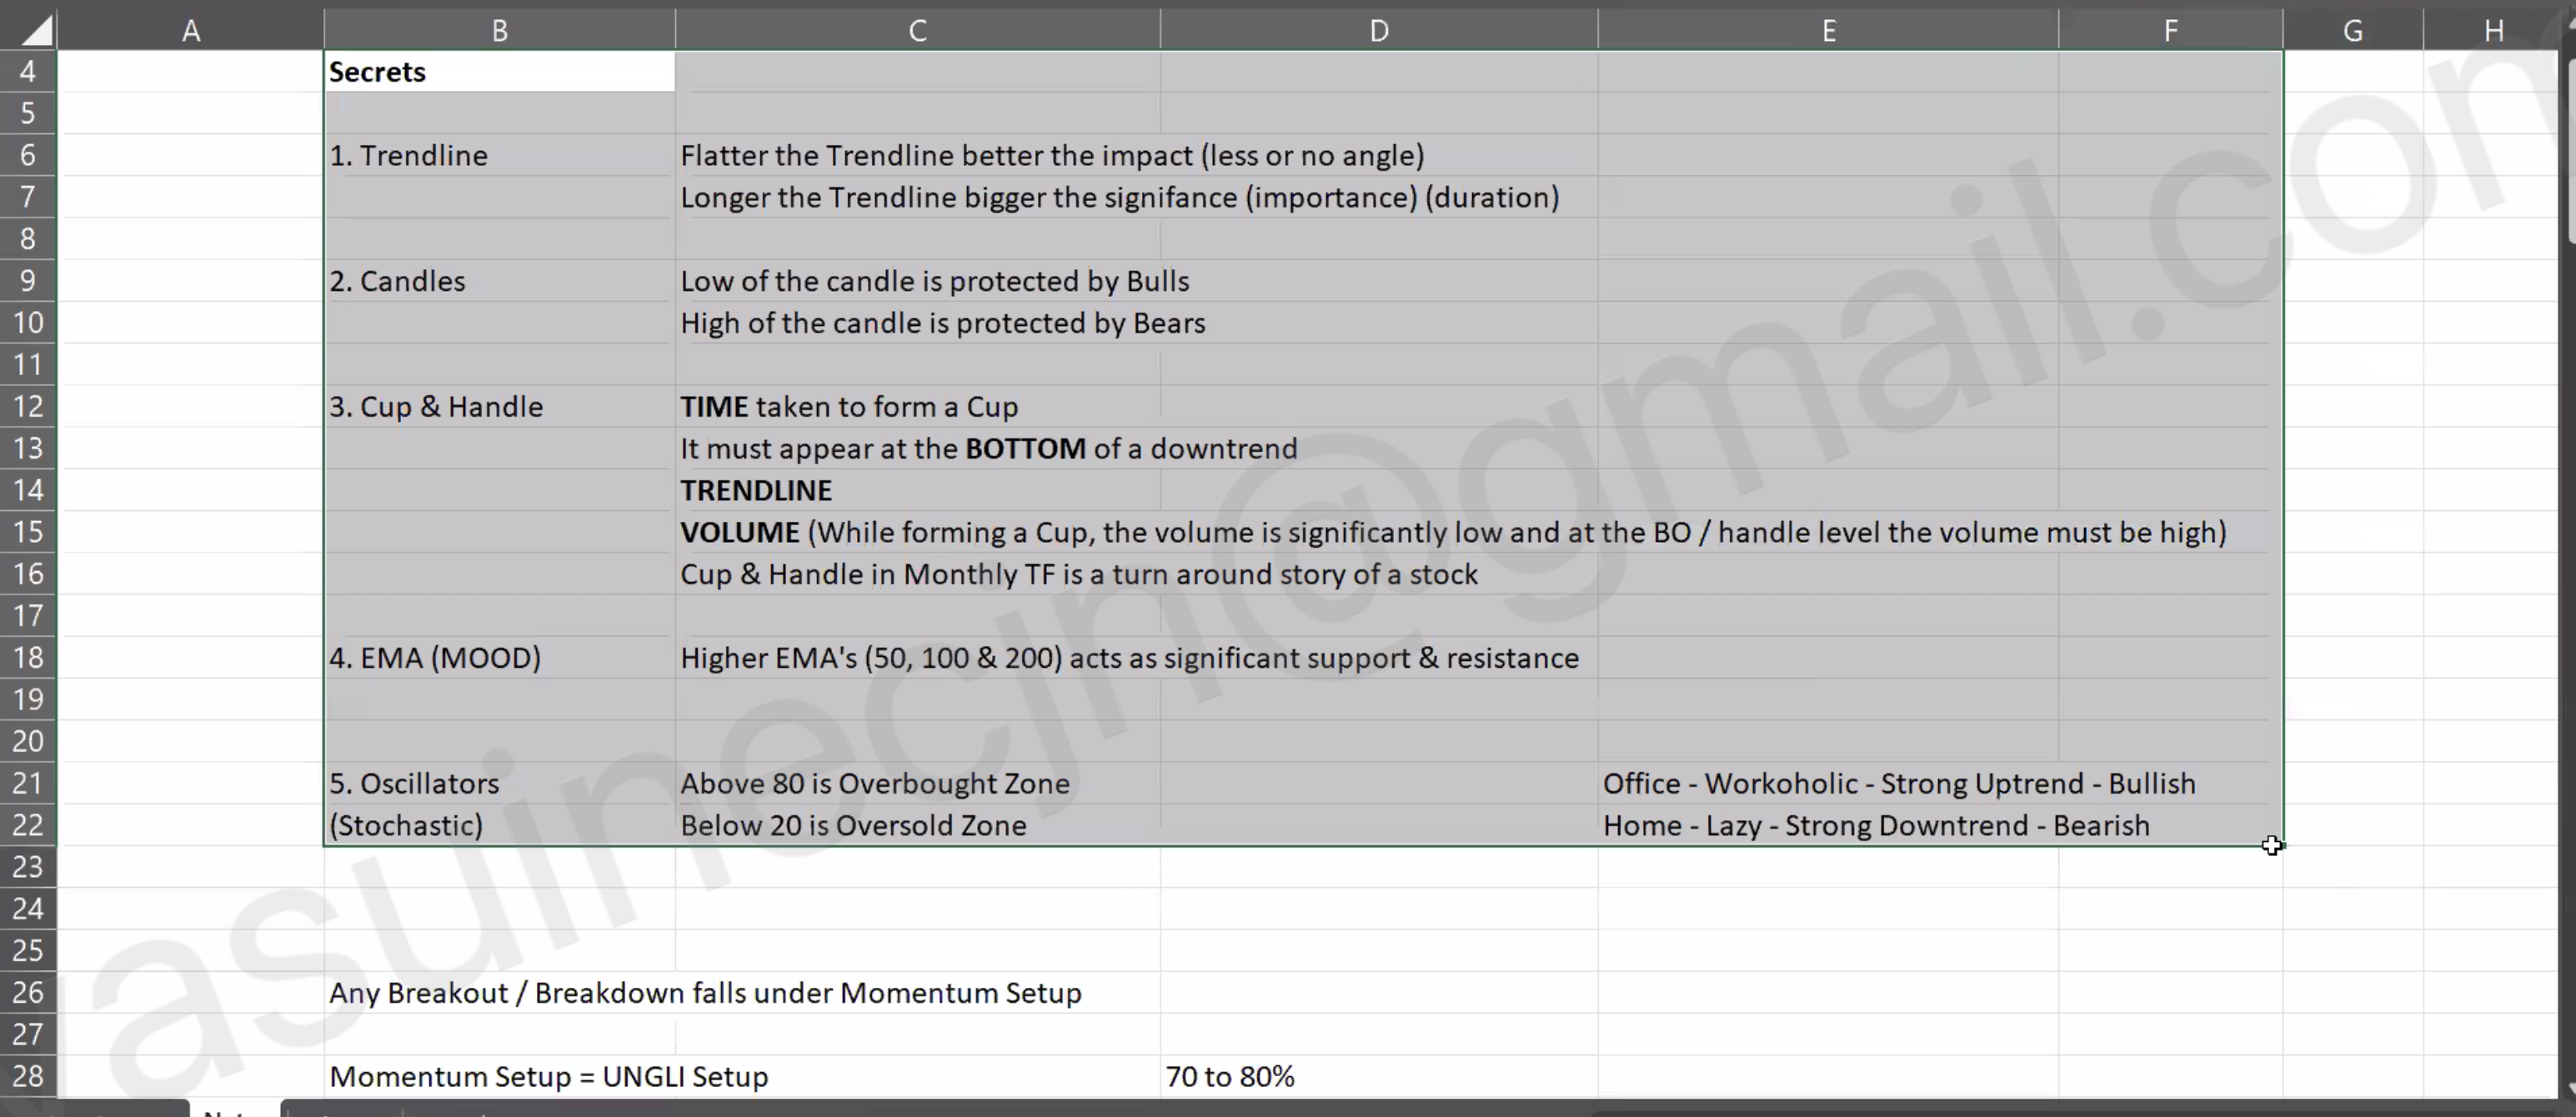 A B C D E F G H
4 Secrets
5
6 1. Trendline Flatter the Trendline better the impact (less or no angle)
7 Longer the Trendline bigger the signifance (importance) (duration)
8
9 2. Candles Low of the candle is protected by Bulls
10 High of the candle is protected by Bears
11
12 3. Cup & Handle TIME taken to form a Cup
13 It must appear at the BOTTOM of a downtrend
14 TRENDLINE
15 VOLUME (While forming a Cup, the volume is significantly low and at the BO / handle level the volume must be high)
16 Cup & Handle in Monthly TF is a turn around story of a stock
17
18 4. EMA (MOOD) Higher EMA's (50, 100 & 200) acts as significant support & resistance
19
20
21 5. Oscillators Above 80 is Overbought Zone Office - Workoholic - Strong Uptrend - Bullish
22 (Stochastic) Below 20 is Oversold Zone Home - Lazy - Strong Downtrend - Bearish
23
24
25
26 Any Breakout / Breakdown falls under Momentum Setup
27
28 Momentum Setup = UNGLI Setup 70 to 80%
asuinecjn@gmail.com